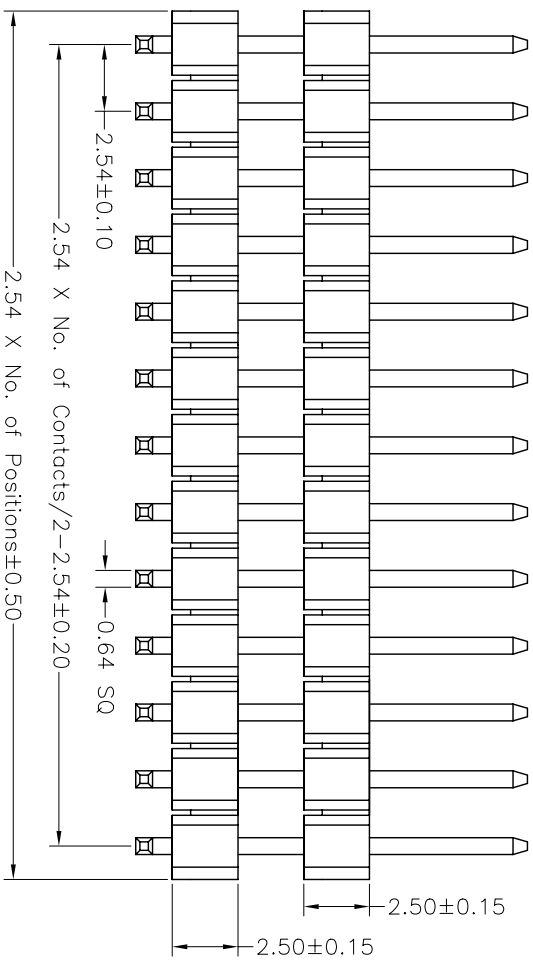 2.54±0.10
2.54 X No. of Contacts/2-2.54±0.20
2.54 X No. of Positions±0.50
0.64 SQ
2.50±0.15
2.50±0.15